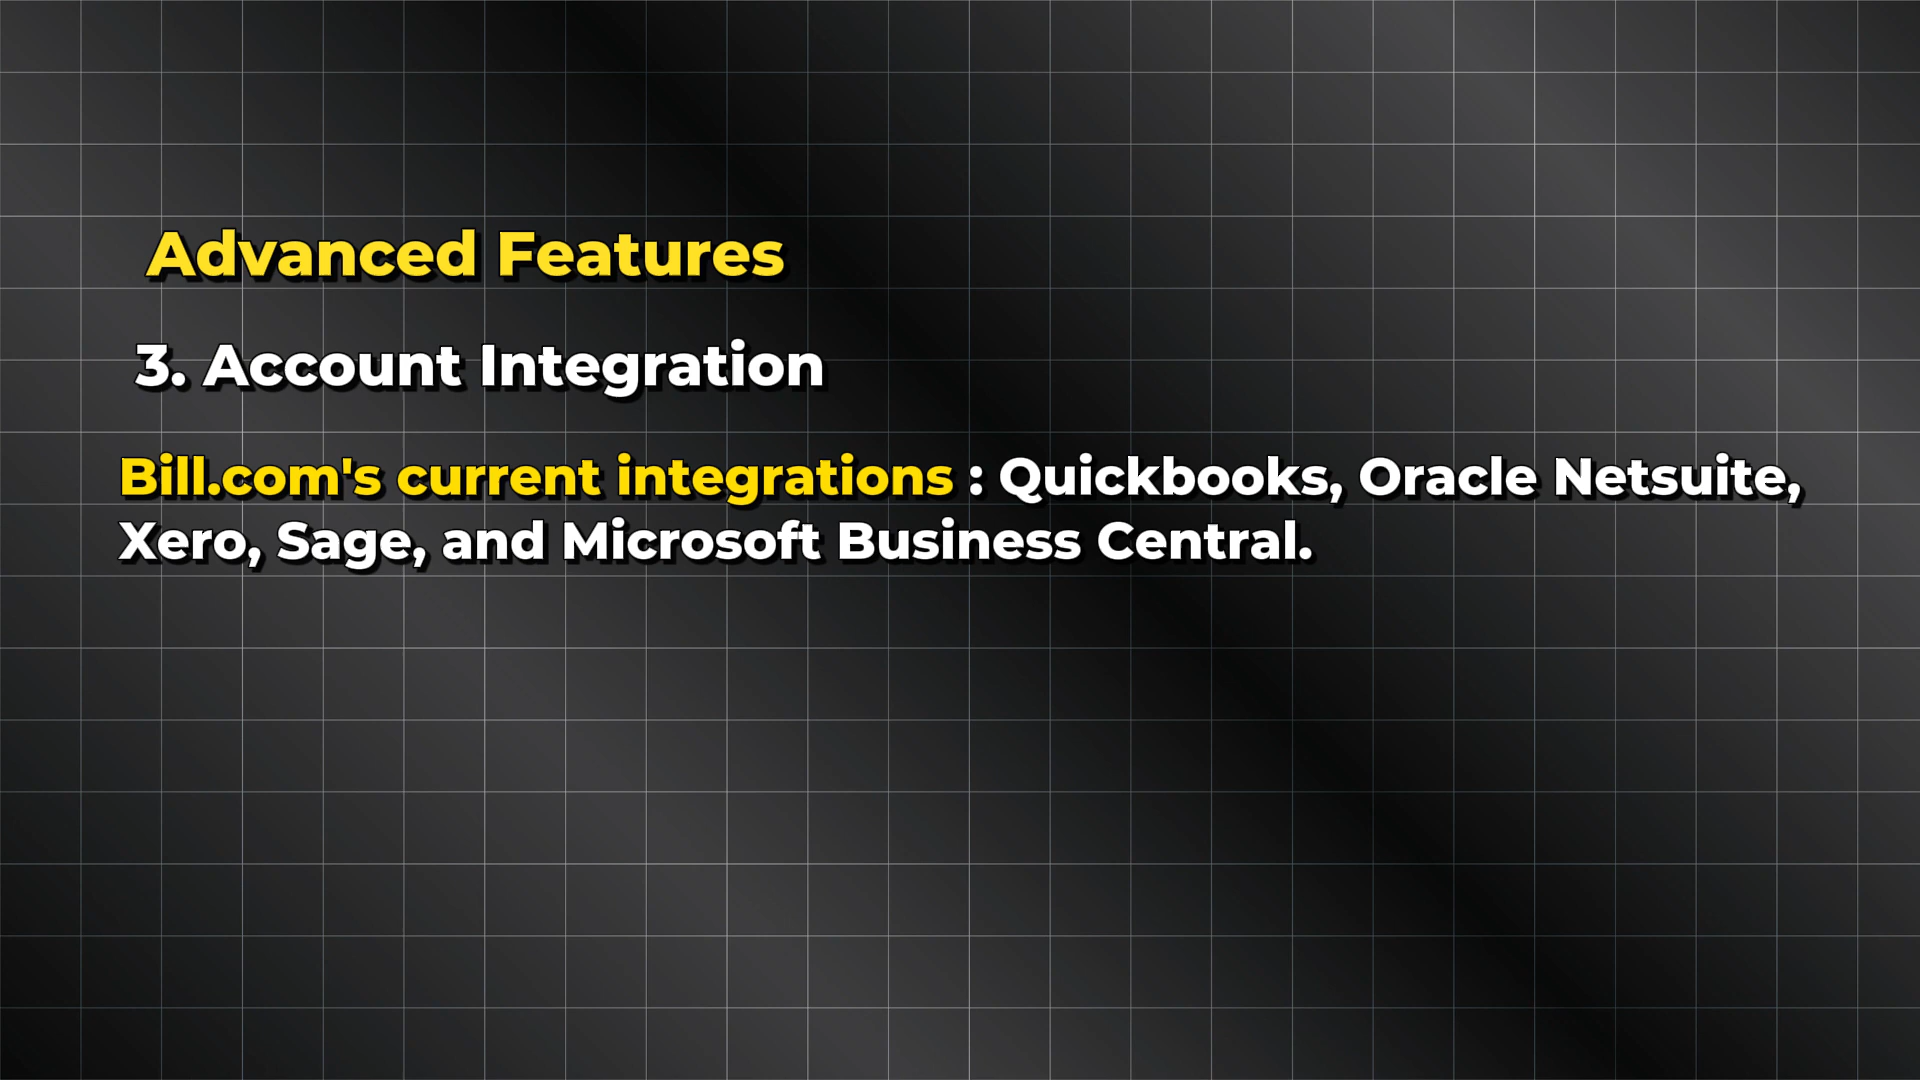 Advanced Features
3. Account Integration
Bill.com's current integrations : Quickbooks, Oracle Netsuite,
Xero, Sage, and Microsoft Business Central.